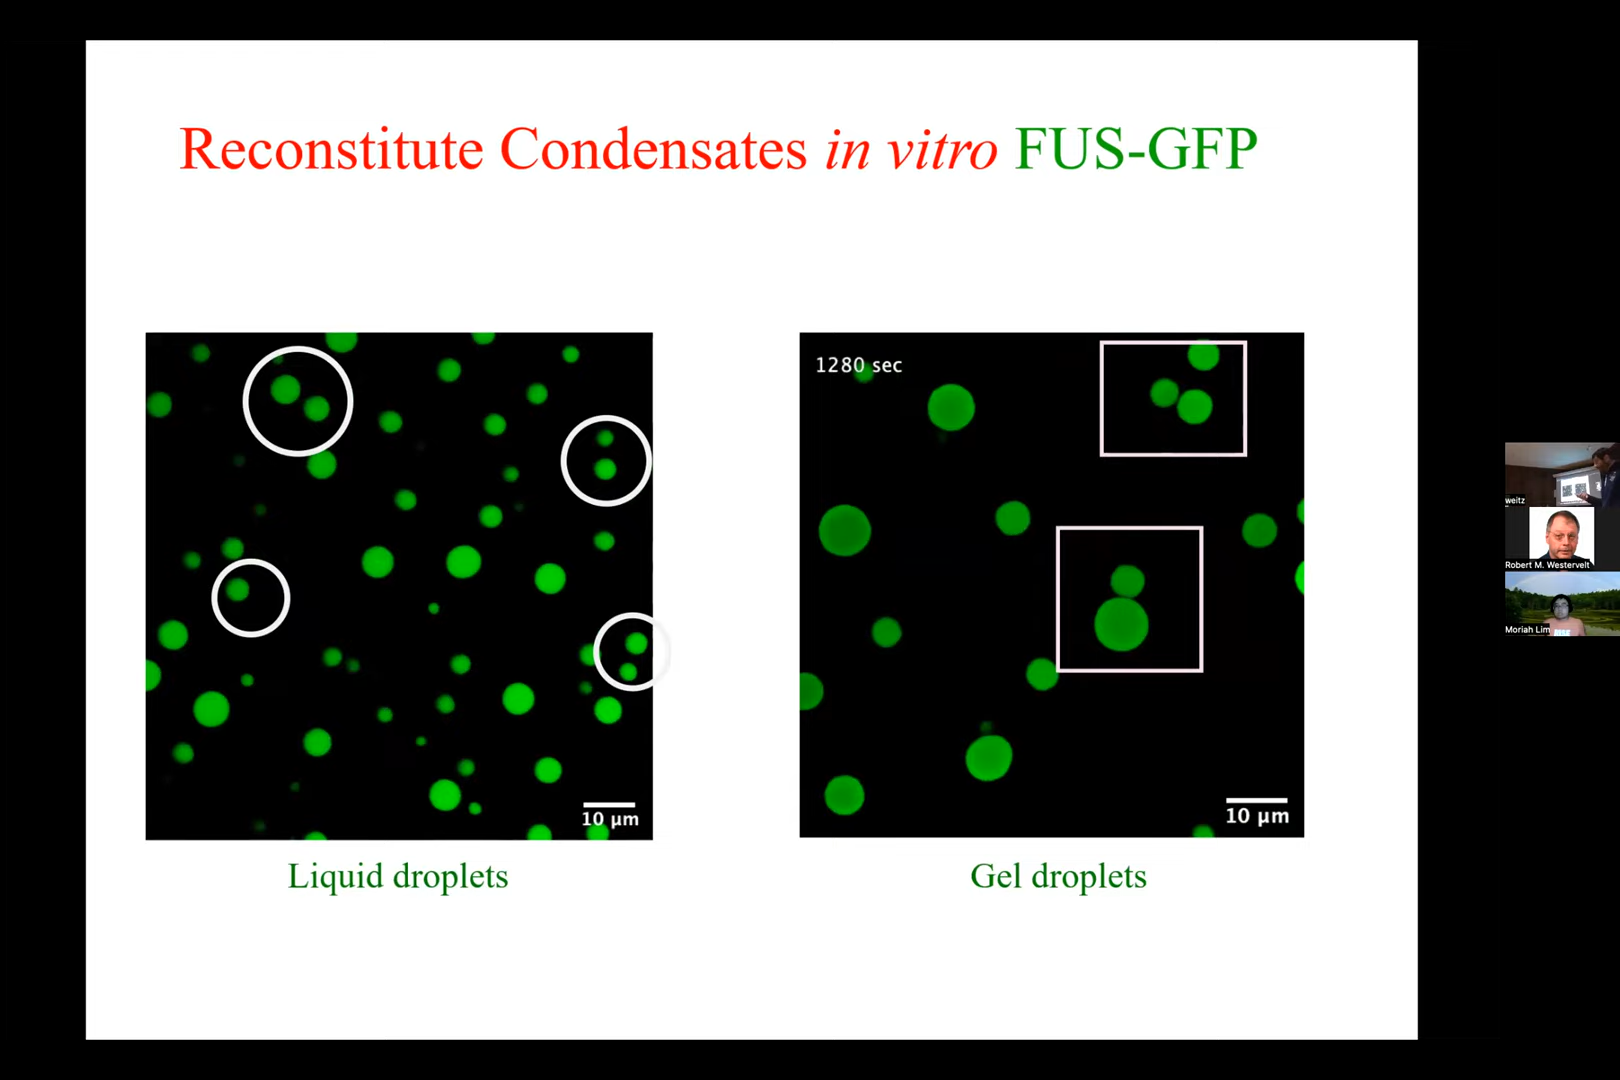 Reconstitute Condensates in vitro FUS-GFP
1280 sec
10 µm
10 µm
Liquid droplets
Gel droplets
weitz
Robert M. Westervelt
Moriah Lim